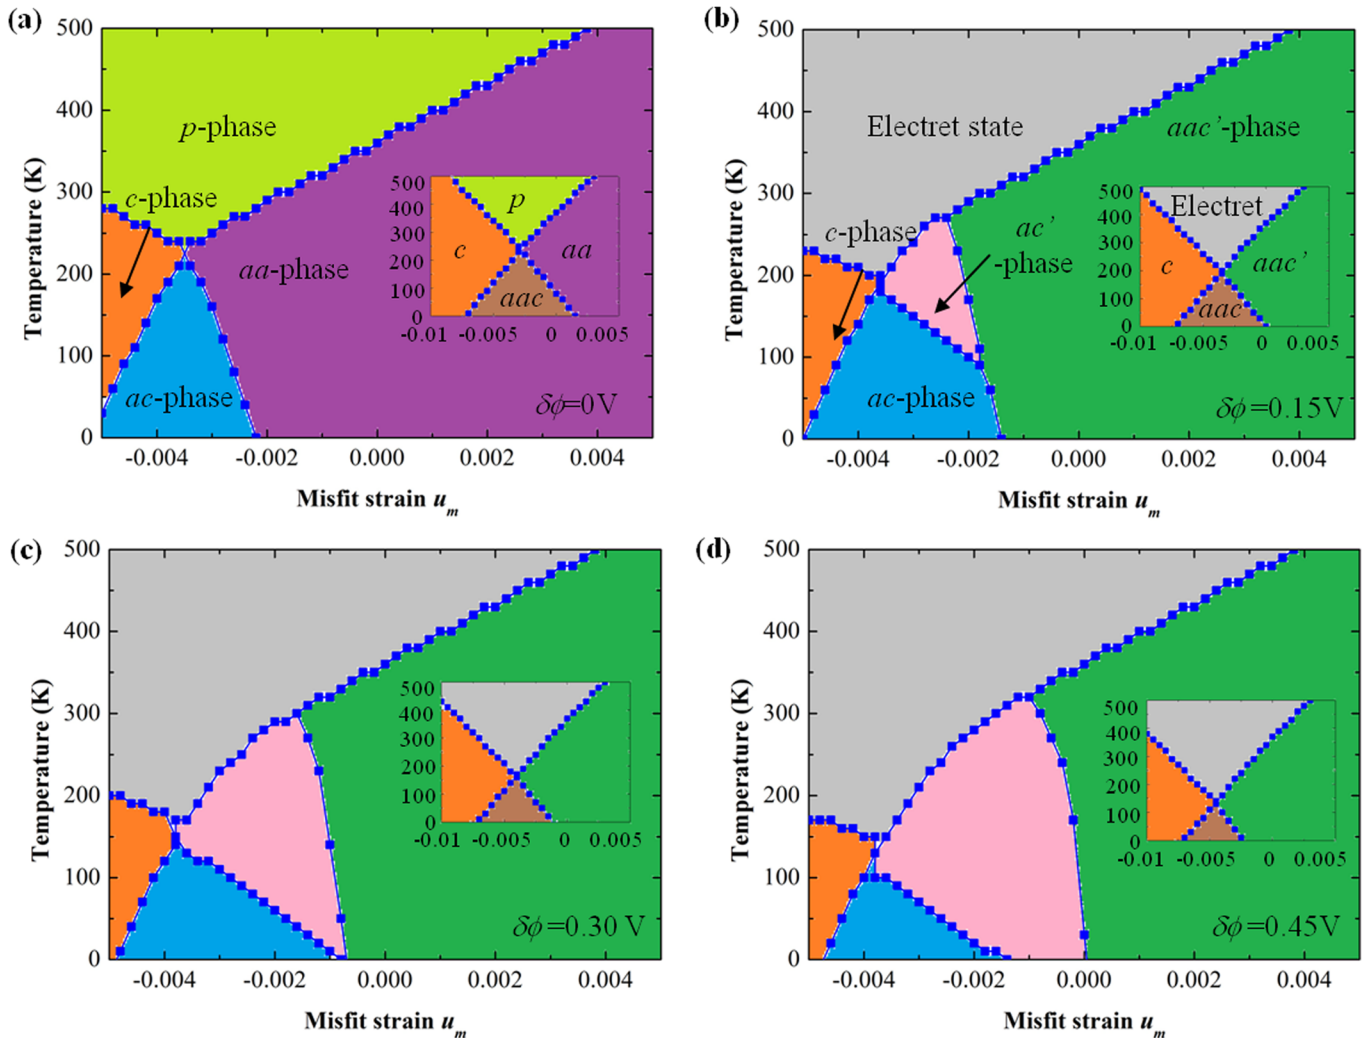 (a)
500
400
300
200
100
0
Temperature (K)
p-phase
c-phase
aa-phase
ac-phase
δϕ=0V
500
400
300
200
100
0
p
c
aa
aac
-0.01 -0.005 0 0.005
-0.004 -0.002 0.000 0.002 0.004
Misfit strain um
(b)
500
400
300
200
100
0
Temperature (K)
Electret state
aac’-phase
c-phase
ac’
-phase
ac-phase
δϕ=0.15V
500
400
300
200
100
0
Electret
c
aac’
aac
-0.01 -0.005 0 0.005
-0.004 -0.002 0.000 0.002 0.004
Misfit strain um
(c)
500
400
300
200
100
0
Temperature (K)
500
400
300
200
100
0
-0.01 -0.005 0 0.005
δϕ=0.30 V
-0.004 -0.002 0.000 0.002 0.004
Misfit strain um
(d)
500
400
300
200
100
0
Temperature (K)
500
400
300
200
100
0
-0.01 -0.005 0 0.005
δϕ=0.45V
-0.004 -0.002 0.000 0.002 0.004
Misfit strain um